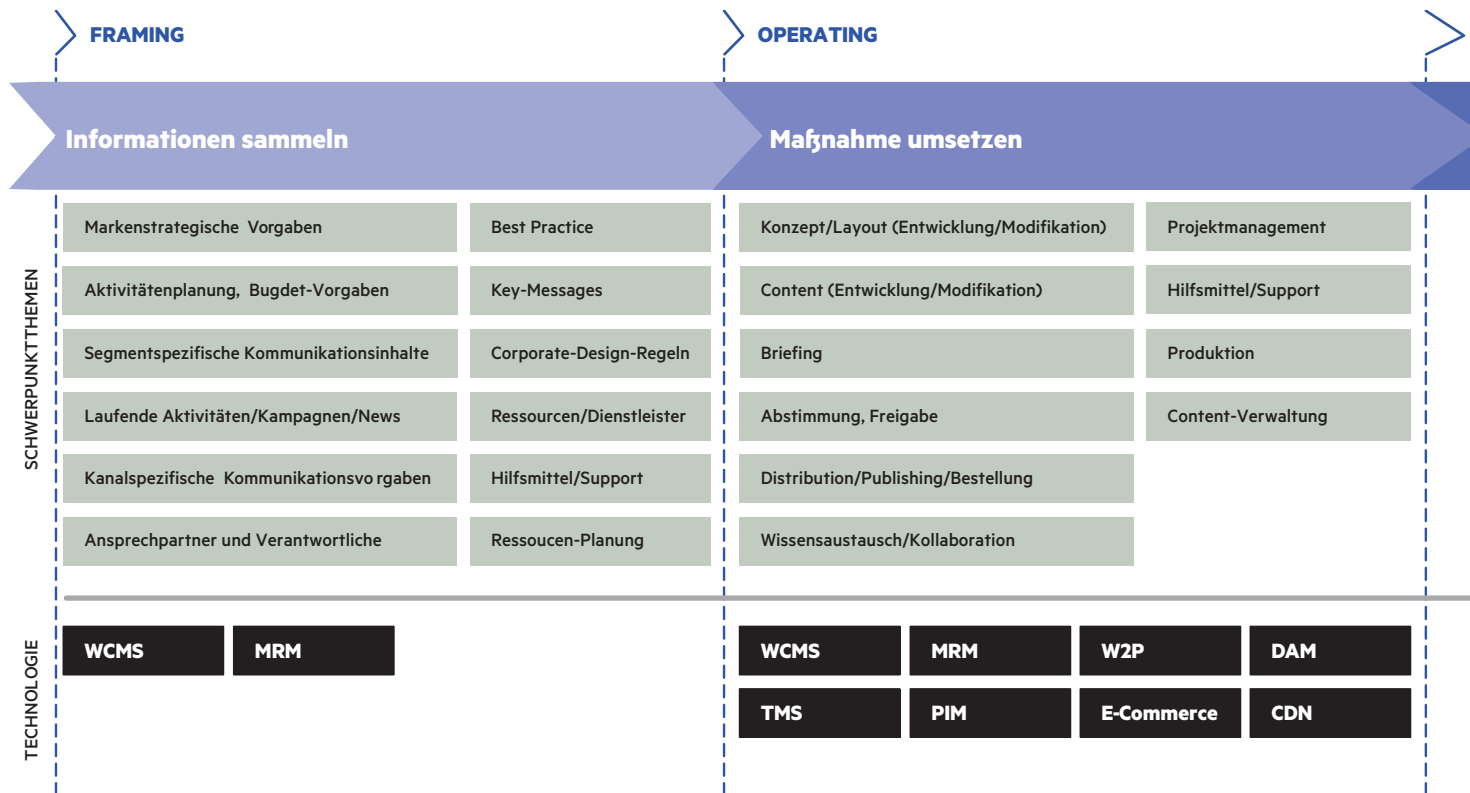 FRAMING
OPERATING
Informationen sammeln
Maßnahme umsetzen
SCHWERPUNKTTHEMEN
Markenstrategische Vorgaben
Best Practice
Konzept/Layout (Entwicklung/Modifikation)
Projektmanagement
Aktivitätenplanung, Bugdet-Vorgaben
Key-Messages
Content (Entwicklung/Modifikation)
Hilfsmittel/Support
Segmentspezifische Kommunikationsinhalte
Corporate-Design-Regeln
Briefing
Produktion
Laufende Aktivitäten/Kampagnen/News
Ressourcen/Dienstleister
Abstimmung, Freigabe
Content-Verwaltung
Kanalspezifische Kommunikationsvo rgaben
Hilfsmittel/Support
Distribution/Publishing/Bestellung
Ansprechpartner und Verantwortliche
Ressoucen-Planung
Wissensaustausch/Kollaboration
TECHNOLOGIE
WCMS
MRM
WCMS
MRM
W2P
DAM
TMS
PIM
E-Commerce
CDN